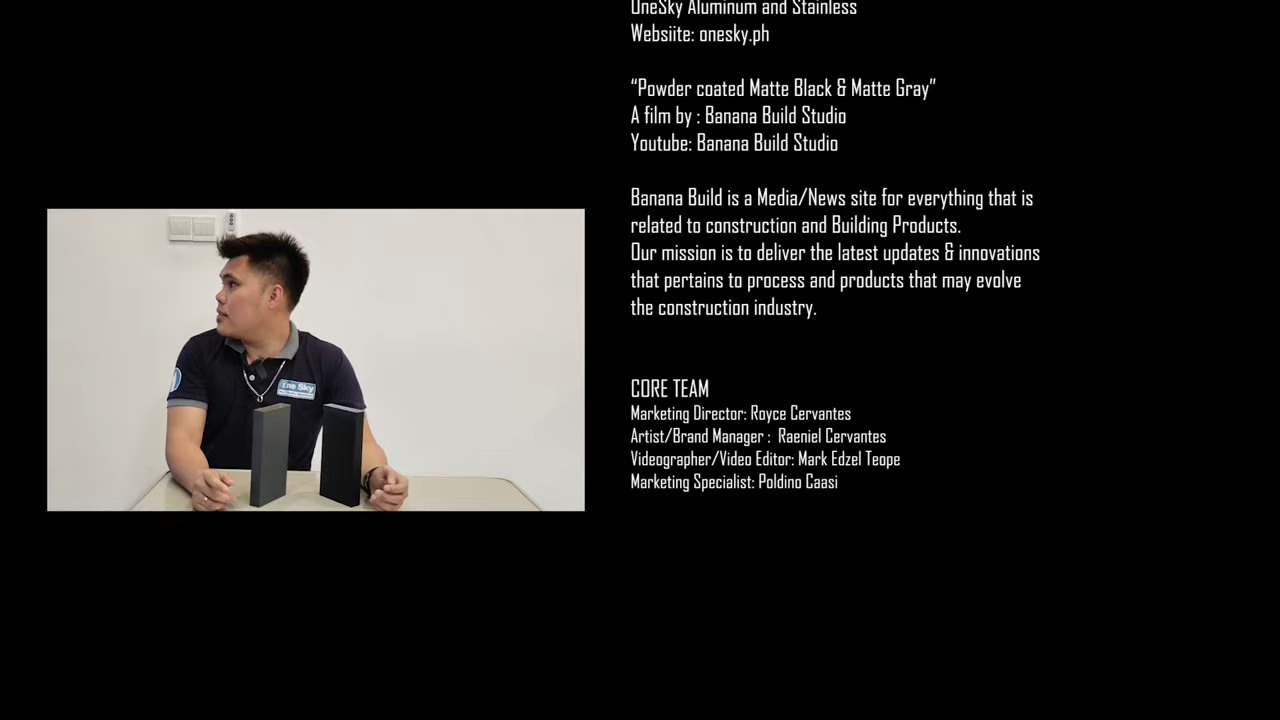 OneSky Aluminum and Stainless
Websiite: onesky.ph
“Powder coated Matte Black & Matte Gray”
A film by : Banana Build Studio
Youtube: Banana Build Studio
Banana Build is a Media/News site for everything that is
related to construction and Building Products.
Our mission is to deliver the latest updates & innovations
that pertains to process and products that may evolve
the construction industry.
CORE TEAM
Marketing Director: Royce Cervantes
Artist/Brand Manager :  Raeniel Cervantes
Videographer/Video Editor: Mark Edzel Teope
Marketing Specialist: Poldino Caasi
One Sky